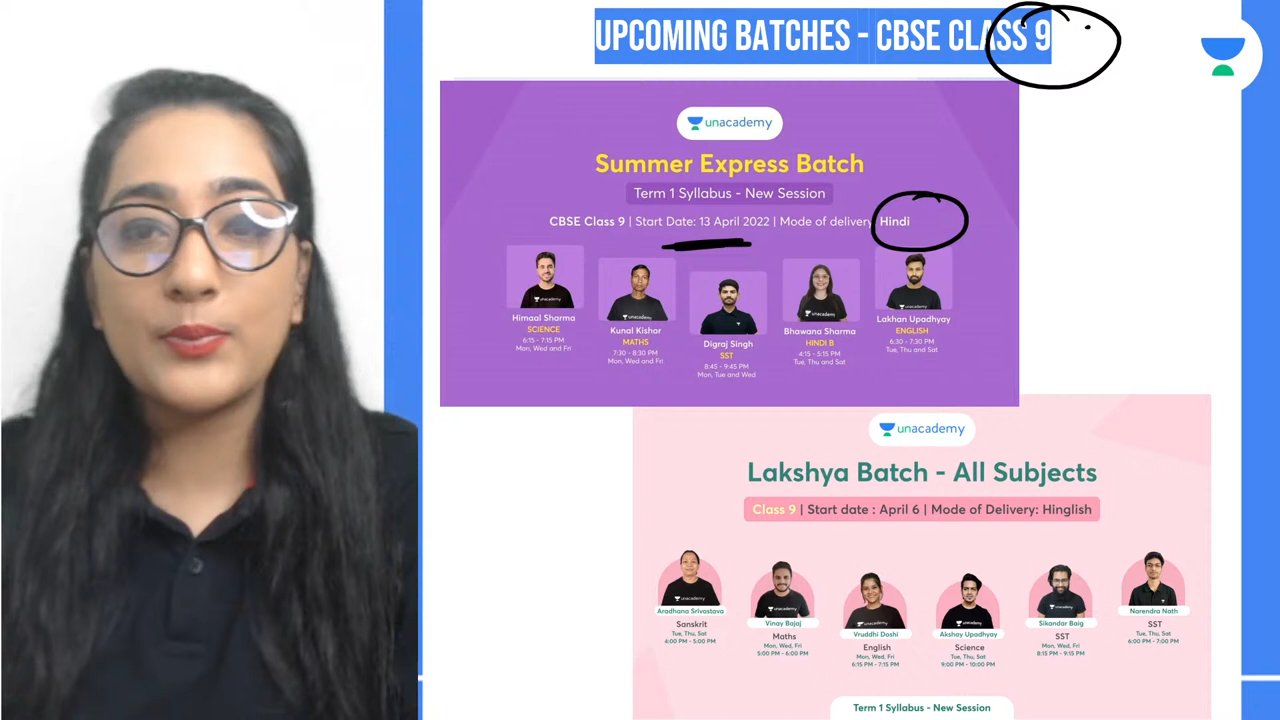 UPCOMING BATCHES - CBSE CLASS 9
unacademy
Summer Express Batch
Term 1 Syllabus - New Session
CBSE Class 9 | Start Date: 13 April 2022 | Mode of delivery Hindi
Himaal Sharma
SCIENCE
6:15 - 7:15 PM
Mon, Wed and Fri
Kunal Kishor
MATHS
7:30 - 8:30 PM
Mon, Wed and Fri
Digraj Singh
SST
8:45 - 9:45 PM
Mon, Tue and Wed
Bhawana Sharma
HINDI B
4:15 - 5:15 PM
Tue, Thu and Sat
Lakhan Upadhyay
ENGLISH
6:30 - 7:30 PM
Tue, Thu and Sat
unacademy
Lakshya Batch - All Subjects
Class 9 | Start date : April 6 | Mode of Delivery: Hinglish
Aradhana Srivastava
Sanskrit
Tue, Thu, Sat
4:00 PM - 5:00 PM
Vinay Bajaj
Maths
Mon, Wed, Fri
5:00 PM - 6:00 PM
Vruddhi Doshi
English
Mon, Wed, Fri
6:15 PM - 7:15 PM
Akshay Upadhyay
Science
Tue, Thu, Sat
9:00 PM - 10:00 PM
Sikandar Baig
SST
Mon, Wed, Fri
8:15 PM - 9:15 PM
Narendra Nath
SST
Tue, Thu, Sat
6:00 PM - 7:00 PM
Term 1 Syllabus - New Session